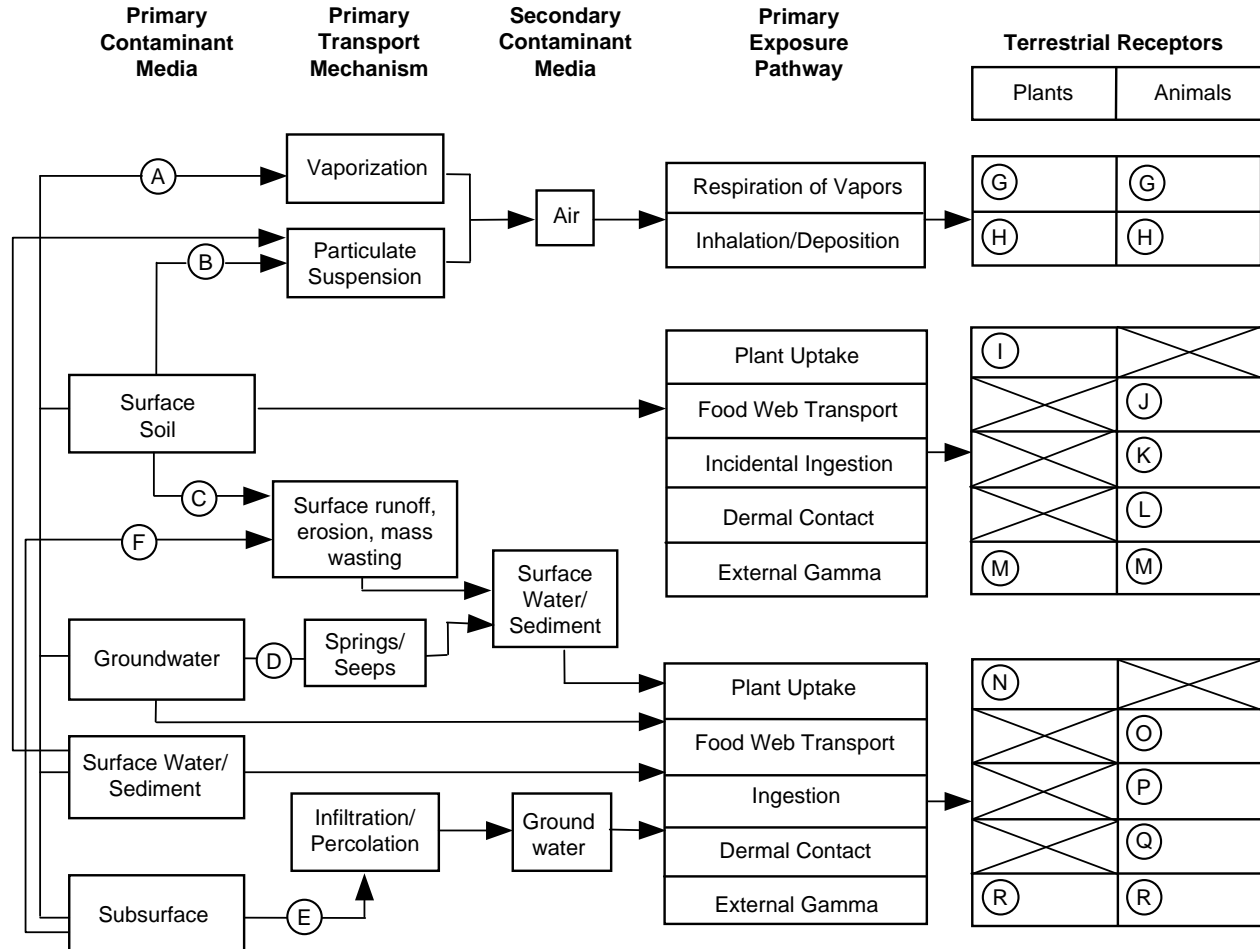 Primary
Contaminant
Media
Primary
Transport
Mechanism
Secondary
Contaminant
Media
Primary
Exposure
Pathway
Terrestrial Receptors
Plants
Animals
A
Vaporization
Air
Respiration of Vapors
Inhalation/Deposition
G
G
H
H
B
Particulate
Suspension
Surface
Soil
Plant Uptake
Food Web Transport
Incidental Ingestion
Dermal Contact
External Gamma
I
J
K
L
M
M
C
F
Surface runoff,
erosion, mass
wasting
Surface
Water/
Sediment
Groundwater
D
Springs/
Seeps
Plant Uptake
Food Web Transport
Ingestion
Dermal Contact
External Gamma
N
O
P
Q
R
R
Surface Water/
Sediment
Infiltration/
Percolation
Ground
water
Subsurface
E